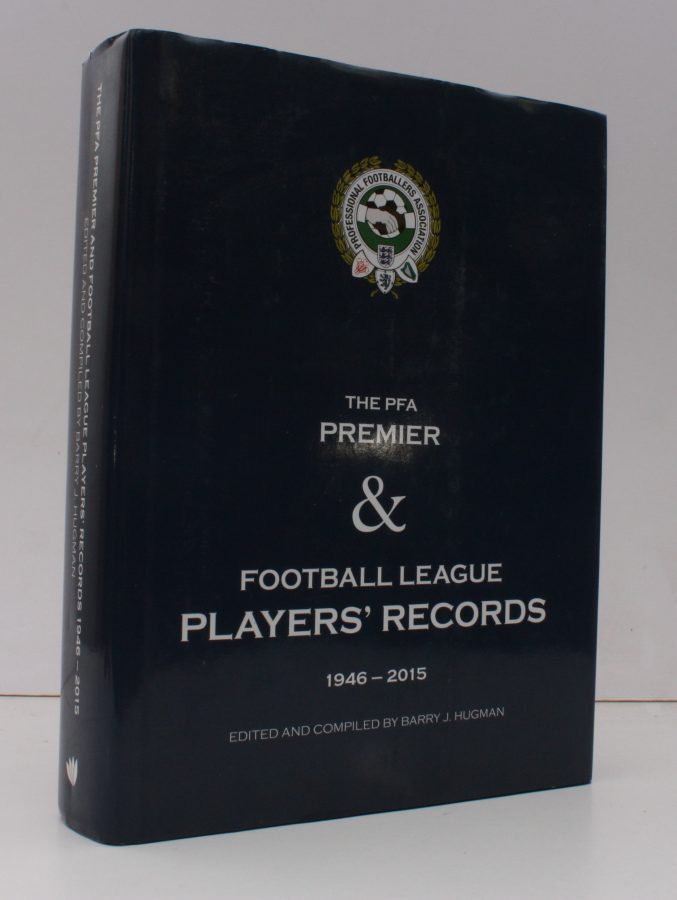 PROFESSIONAL FOOTBALLERS ASSOCIATION
THE PFA
PREMIER
&
FOOTBALL LEAGUE
PLAYERS’ RECORDS
1946 – 2015
EDITED AND COMPILED BY BARRY J. HUGMAN
THE PFA PREMIER AND FOOTBALL LEAGUE PLAYERS’ RECORDS 1946 – 2015
EDITED AND COMPILED BY BARRY J. HUGMAN